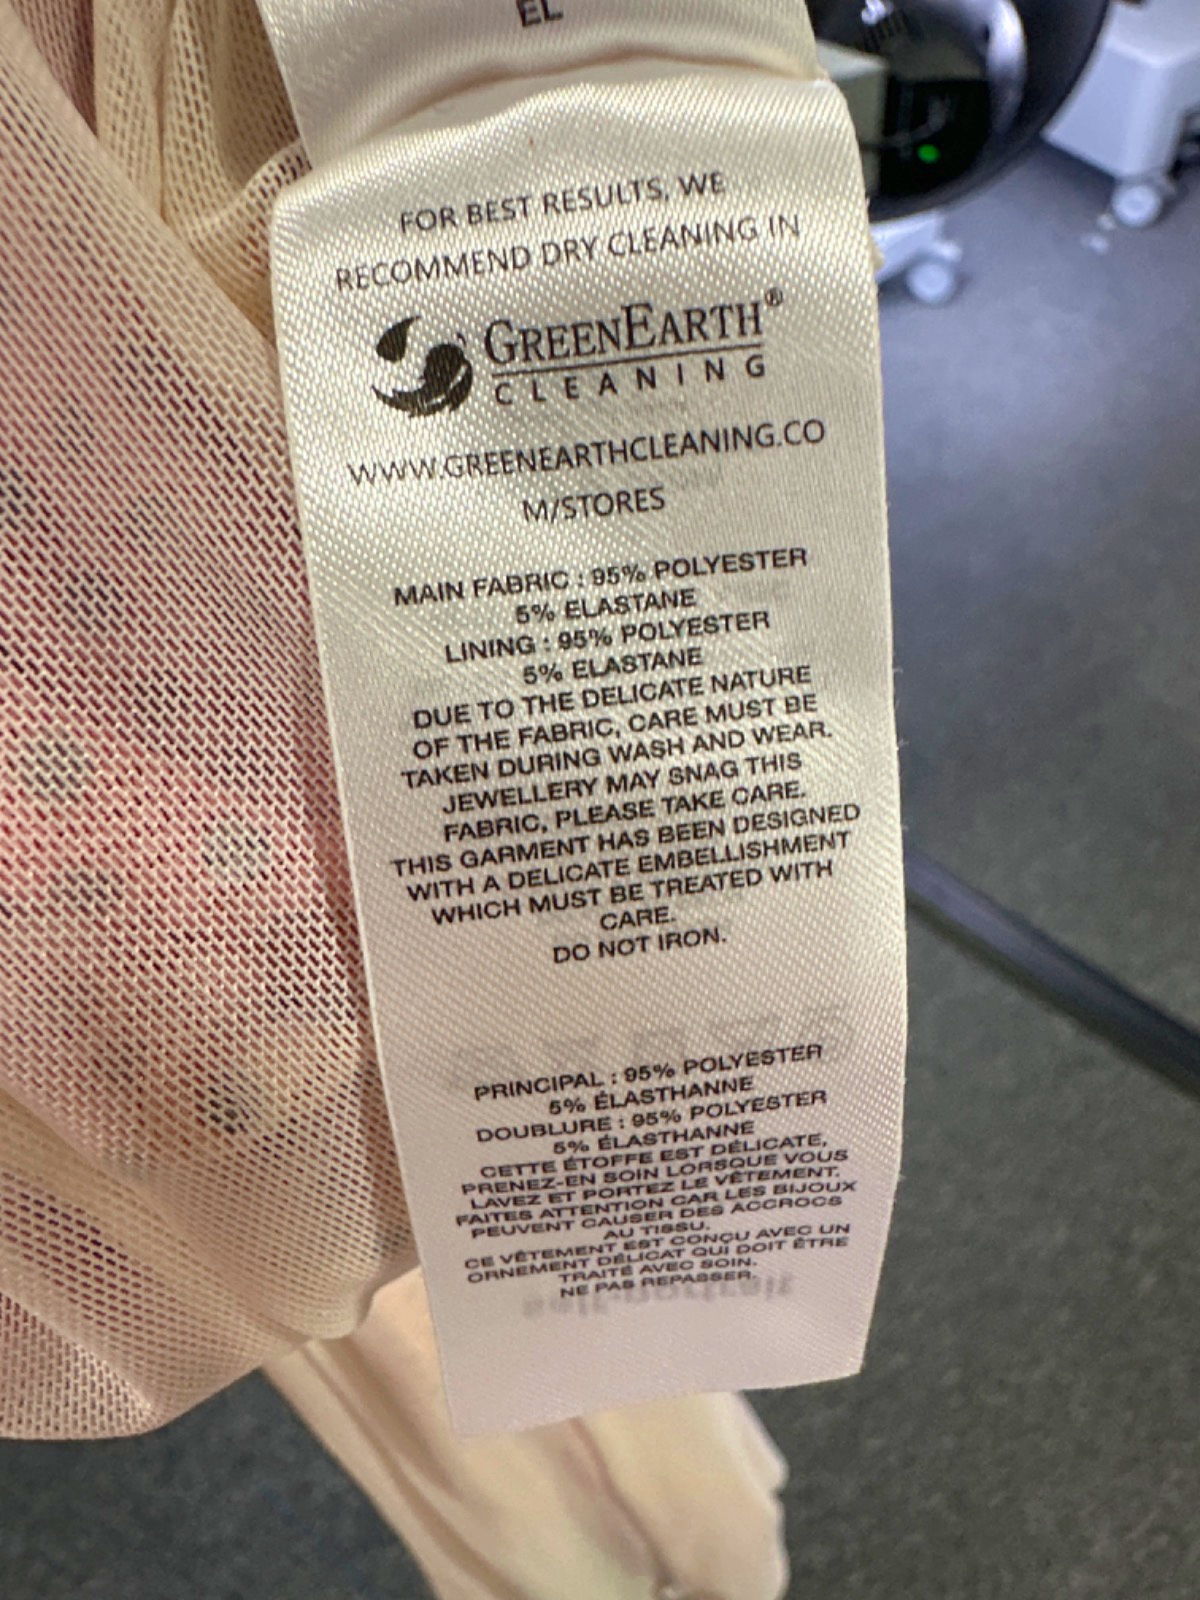 EL
FOR BEST RESULTS, WE
RECOMMEND DRY CLEANING IN
GREENEARTH®
CLEANING
WWW.GREENEARTHCLEANING.CO
M/STORES
MAIN FABRIC : 95% POLYESTER
5% ELASTANE
LINING : 95% POLYESTER
5% ELASTANE
DUE TO THE DELICATE NATURE
OF THE FABRIC, CARE MUST BE
TAKEN DURING WASH AND WEAR.
JEWELLERY MAY SNAG THIS
FABRIC, PLEASE TAKE CARE.
THIS GARMENT HAS BEEN DESIGNED
WITH A DELICATE EMBELLISHMENT
WHICH MUST BE TREATED WITH
CARE.
DO NOT IRON.
PRINCIPAL : 95% POLYESTER
5% ÉLASTHANNE
DOUBLURE : 95% POLYESTER
5% ÉLASTHANNE
CETTE ÉTOFFE EST DÉLICATE,
PRENEZ-EN SOIN LORSQUE VOUS
LAVEZ ET PORTEZ LE VÊTEMENT.
FAITES ATTENTION CAR LES BIJOUX
PEUVENT CAUSER DES ACCROCS
AU TISSU.
CE VÊTEMENT EST CONÇU AVEC UN
ORNEMENT DÉLICAT QUI DOIT ÊTRE
TRAITÉ AVEC SOIN.
NE PAS REPASSER.